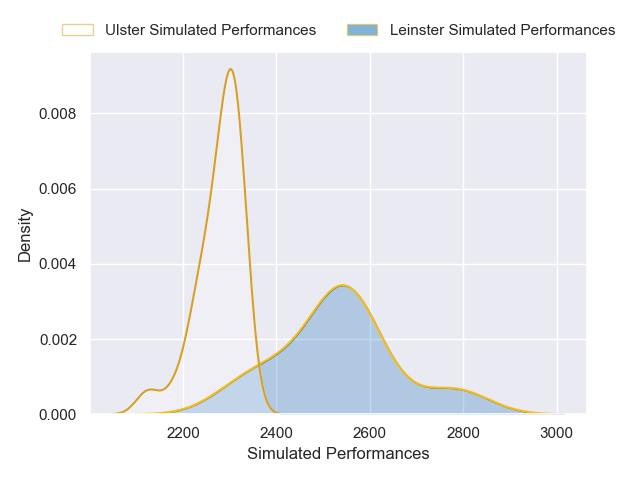 Ulster Simulated Performances Leinster Simulated Performances
0.008
0.006
0.004
0.002
0.000
Density
2200 2400 2600 2800 3000
Simulated Performances